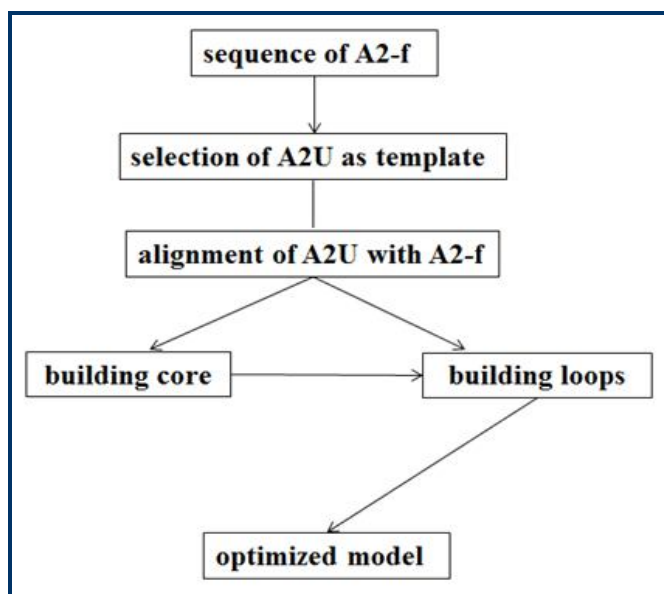 sequence of A2-f
selection of A2U as template
alignment of A2U with A2-f
building core
building loops
optimized model